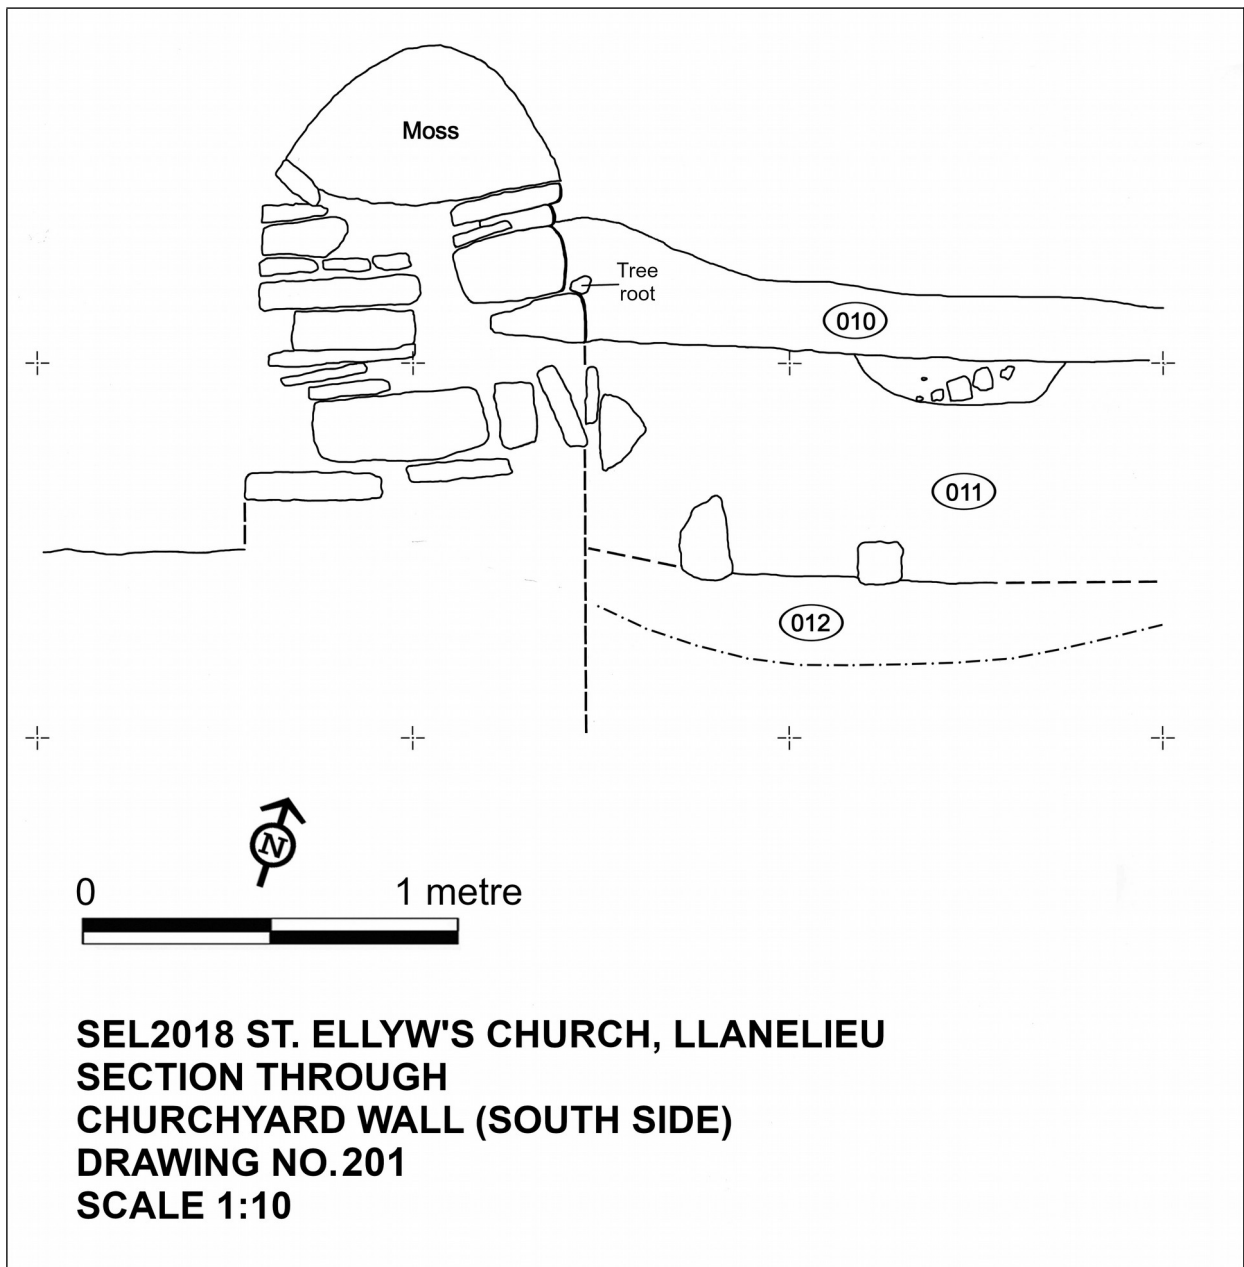 Moss
Tree
root
010
011
012
N
0 1 metre
SEL2018 ST. ELLYW'S CHURCH, LLANELIEU
SECTION THROUGH
CHURCHYARD WALL (SOUTH SIDE)
DRAWING NO.201
SCALE 1:10